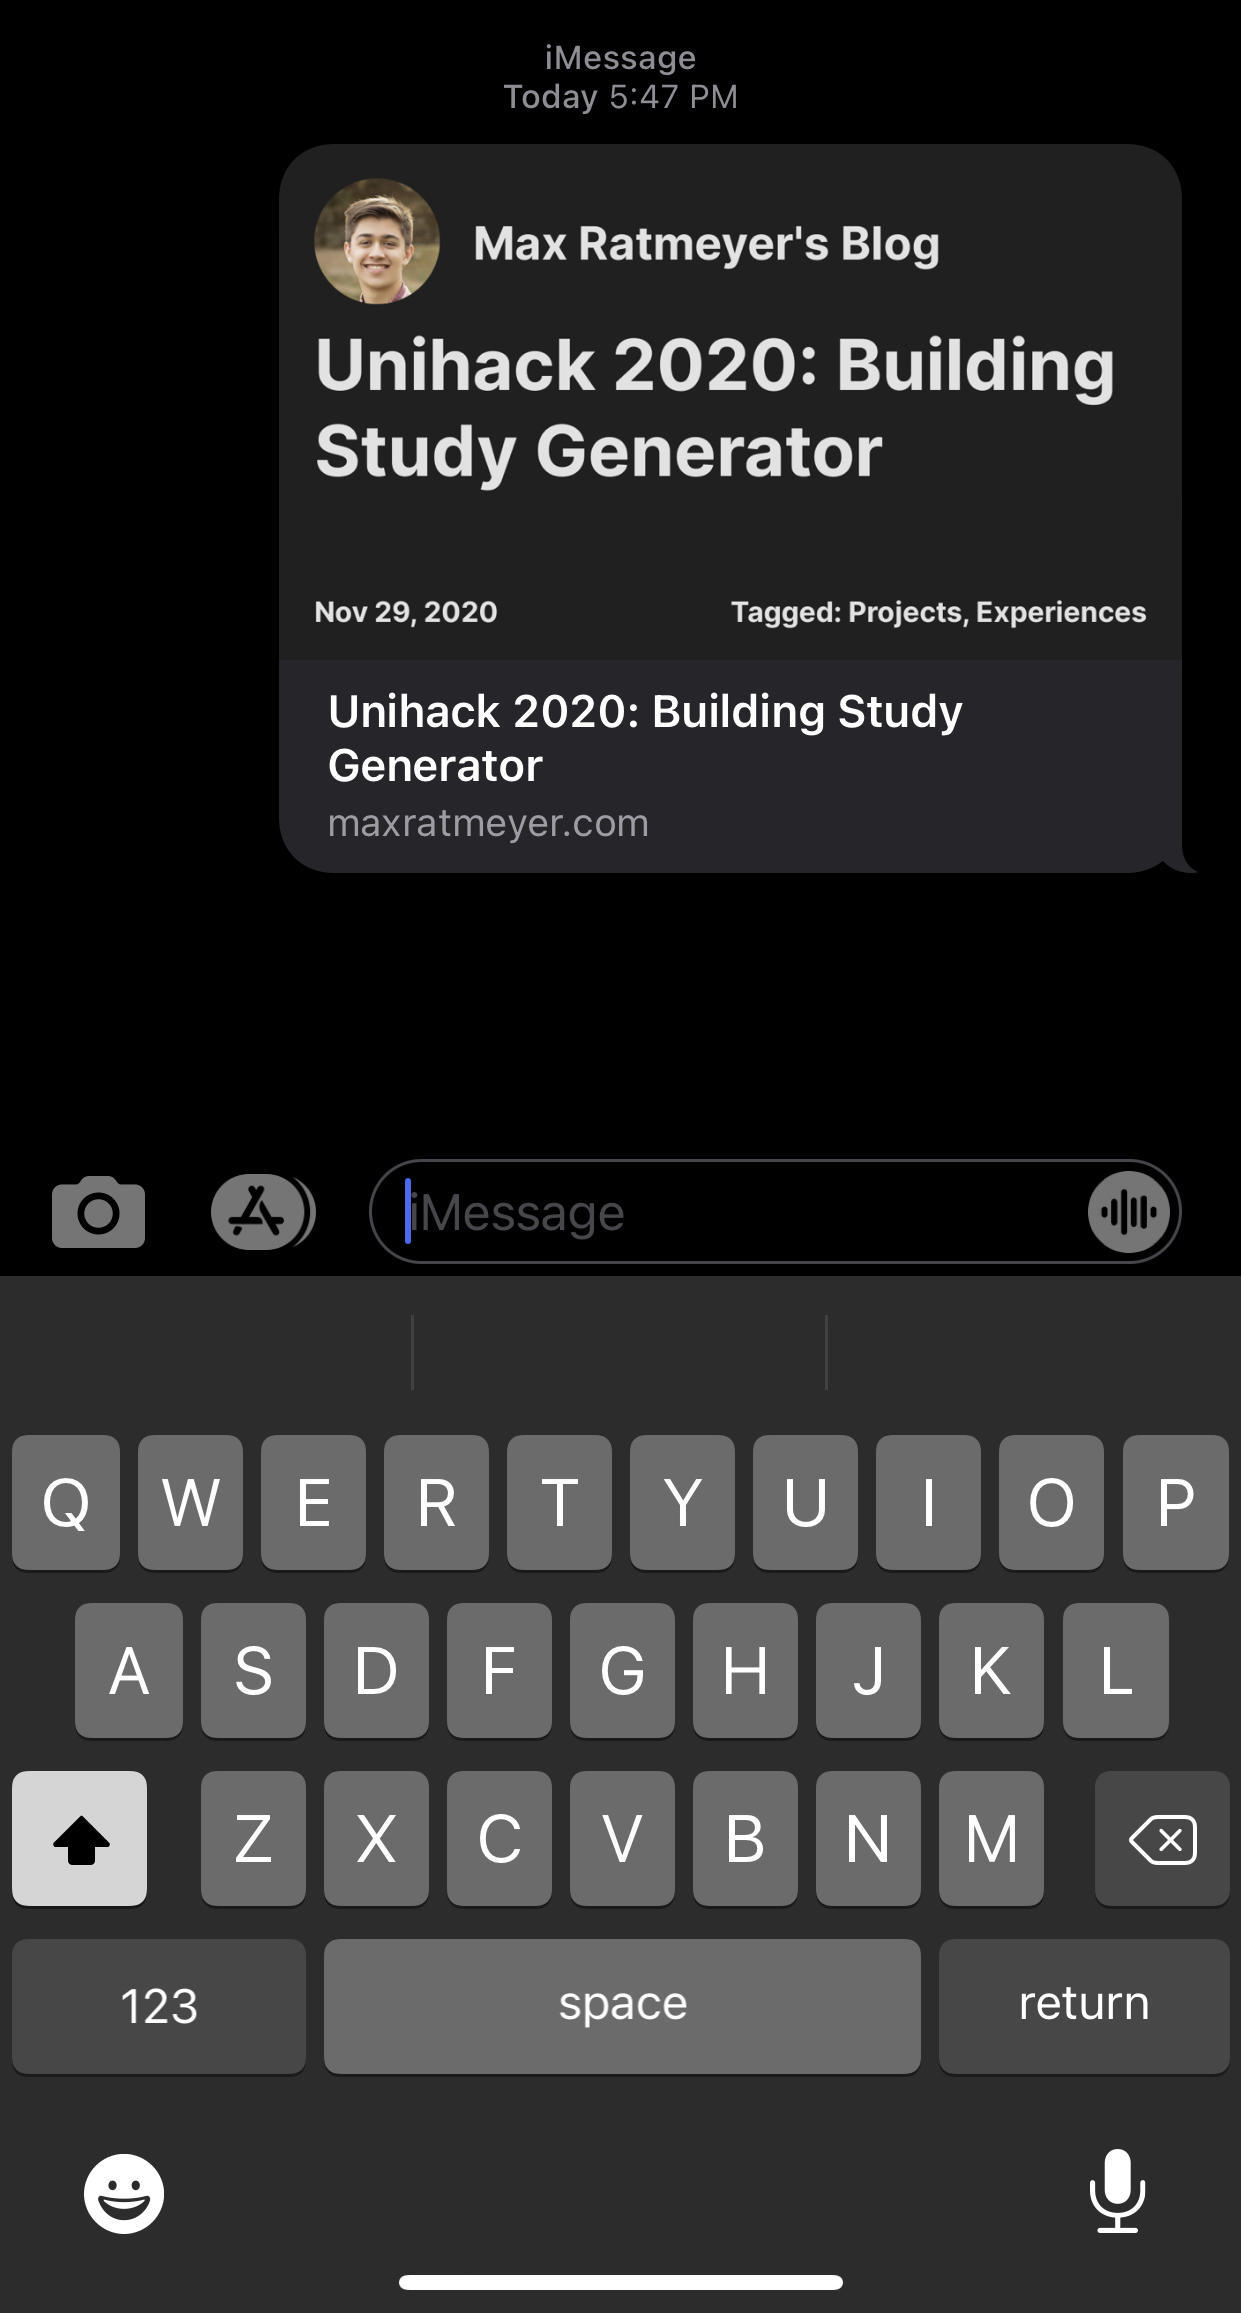 iMessage
Today 5:47 PM
Max Ratmeyer's Blog
Unihack 2020: Building
Study Generator
Nov 29, 2020
Tagged: Projects, Experiences
Unihack 2020: Building Study
Generator
maxratmeyer.com
iMessage
Q W E R T Y U I O P
A S D F G H J K L
Z X C V B N M
123 space return